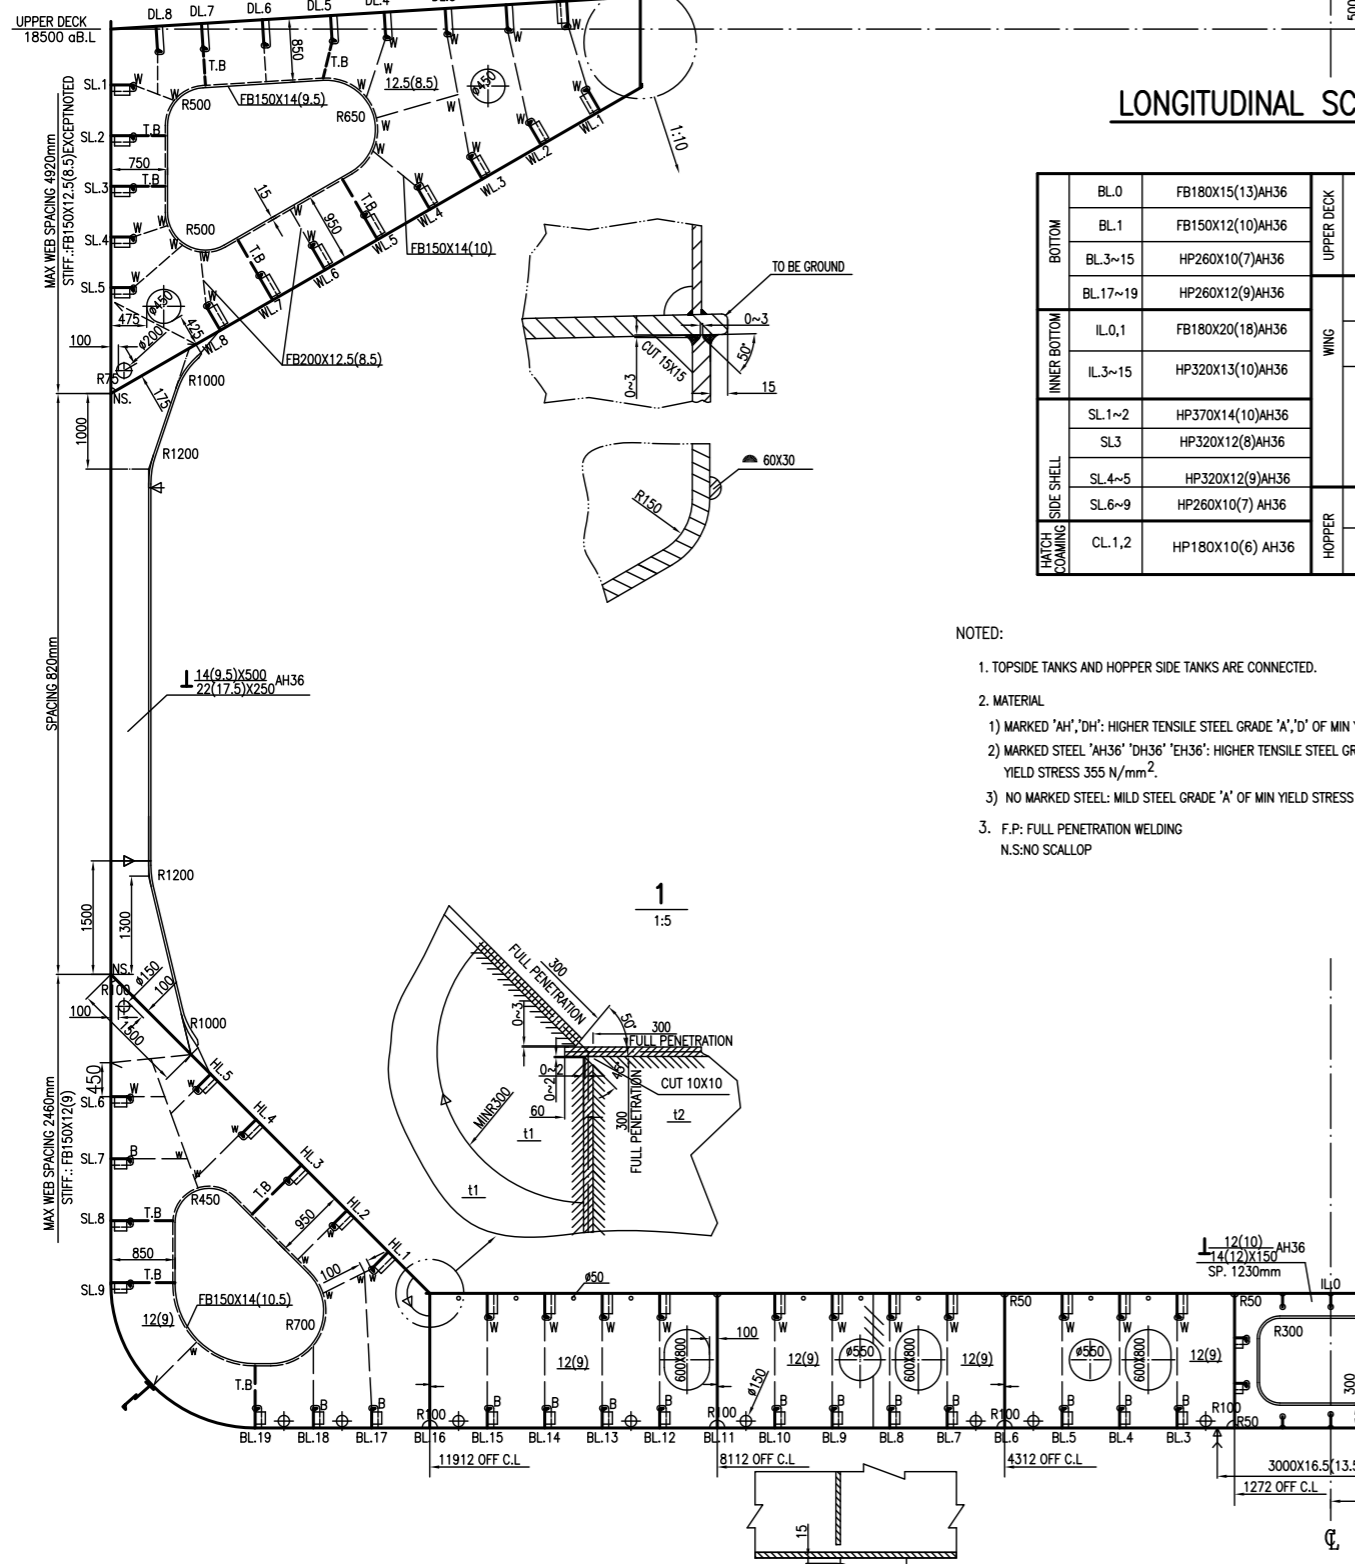 UPPER DECK
18500 aB.L
DL.8
DL.7
DL.6
DL.5
850
W
T.B
T.B
12.5(8.5)
ø450
500
SL.1
SL.2
SL.3
SL.4
SL.5
R500
FB150X14(9.5)
R650
T.B
750
T.B
MAX WEB SPACING 4920mm
STIFF.:FB150X12.5(8.5)EXCEPTNOTED
15
R500
T.B
950
T.B
FB150X14(10)
WL.1
WL.2
WL.3
WL.4
WL.5
WL.6
WL.7
WL.8
1:10
ø450
475
425
ø200
100
FB200X12.5(8.5)
R75
R1000
175
NS.
1000
R1200
TO BE GROUND
0~3
CUT 15X15
50°
0~3
15
60X30
R150
LONGITUDINAL SC
BOTTOM
BL.0 FB180X15(13)AH36
BL.1 FB150X12(10)AH36
BL.3~15 HP260X10(7)AH36
BL.17~19 HP260X12(9)AH36
INNER BOTTOM
IL.0,1 FB180X20(18)AH36
IL.3~15 HP320X13(10)AH36
SIDE SHELL
SL.1~2 HP370X14(10)AH36
SL3 HP320X12(8)AH36
SL.4~5 HP320X12(9)AH36
SL.6~9 HP260X10(7) AH36
HATCH
COAMING
CL.1,2 HP180X10(6) AH36
UPPER DECK
WING
HOPPER
NOTED:
1. TOPSIDE TANKS AND HOPPER SIDE TANKS ARE CONNECTED.
2. MATERIAL
1) MARKED 'AH','DH': HIGHER TENSILE STEEL GRADE 'A','D' OF MIN
2) MARKED STEEL 'AH36' 'DH36' 'EH36': HIGHER TENSILE STEEL GR
YIELD STRESS 355 N/mm².
3) NO MARKED STEEL: MILD STEEL GRADE 'A' OF MIN YIELD STRESS
3. F.P: FULL PENETRATION WELDING
N.S:NO SCALLOP
SPACING 820mm
14(9.5)X500 AH36
22(17.5)X250
R1200
1500
1300
NS.
R100
ø150
100
100
1500
R1000
1
1:5
FULL PENETRATION
300
0~3
50°
300
FULL PENETRATION
0~2
0~2
45°
CUT 10X10
60
300
FULL PENETRATION
MINR300
t1
t2
t1
MAX WEB SPACING 2460mm
STIFF.: FB150X12(9)
450
SL.6
SL.7
SL.8
SL.9
HL.5
HL.4
HL.3
HL.2
HL.1
B
R450
T.B
T.B
950
850
T.B
100
FB150X14(10.5)
12(9)
R700
T.B
ø50
12(10) AH36
14(12)X150
SP. 1230mm
IL.0
R50
R50
R300
300
12(9)
600X800
100
12(9)
ø550
600X800
12(9)
ø550
600X800
12(9)
ø150
R100
R100
R100
R100
R50
BL.19
BL.18
BL.17
BL.16
BL.15
BL.14
BL.13
BL.12
BL.11
BL.10
BL.9
BL.8
BL.7
BL.6
BL.5
BL.4
BL.3
11912 OFF C.L
8112 OFF C.L
4312 OFF C.L
3000X16.5(13.5
1272 OFF C.L
15